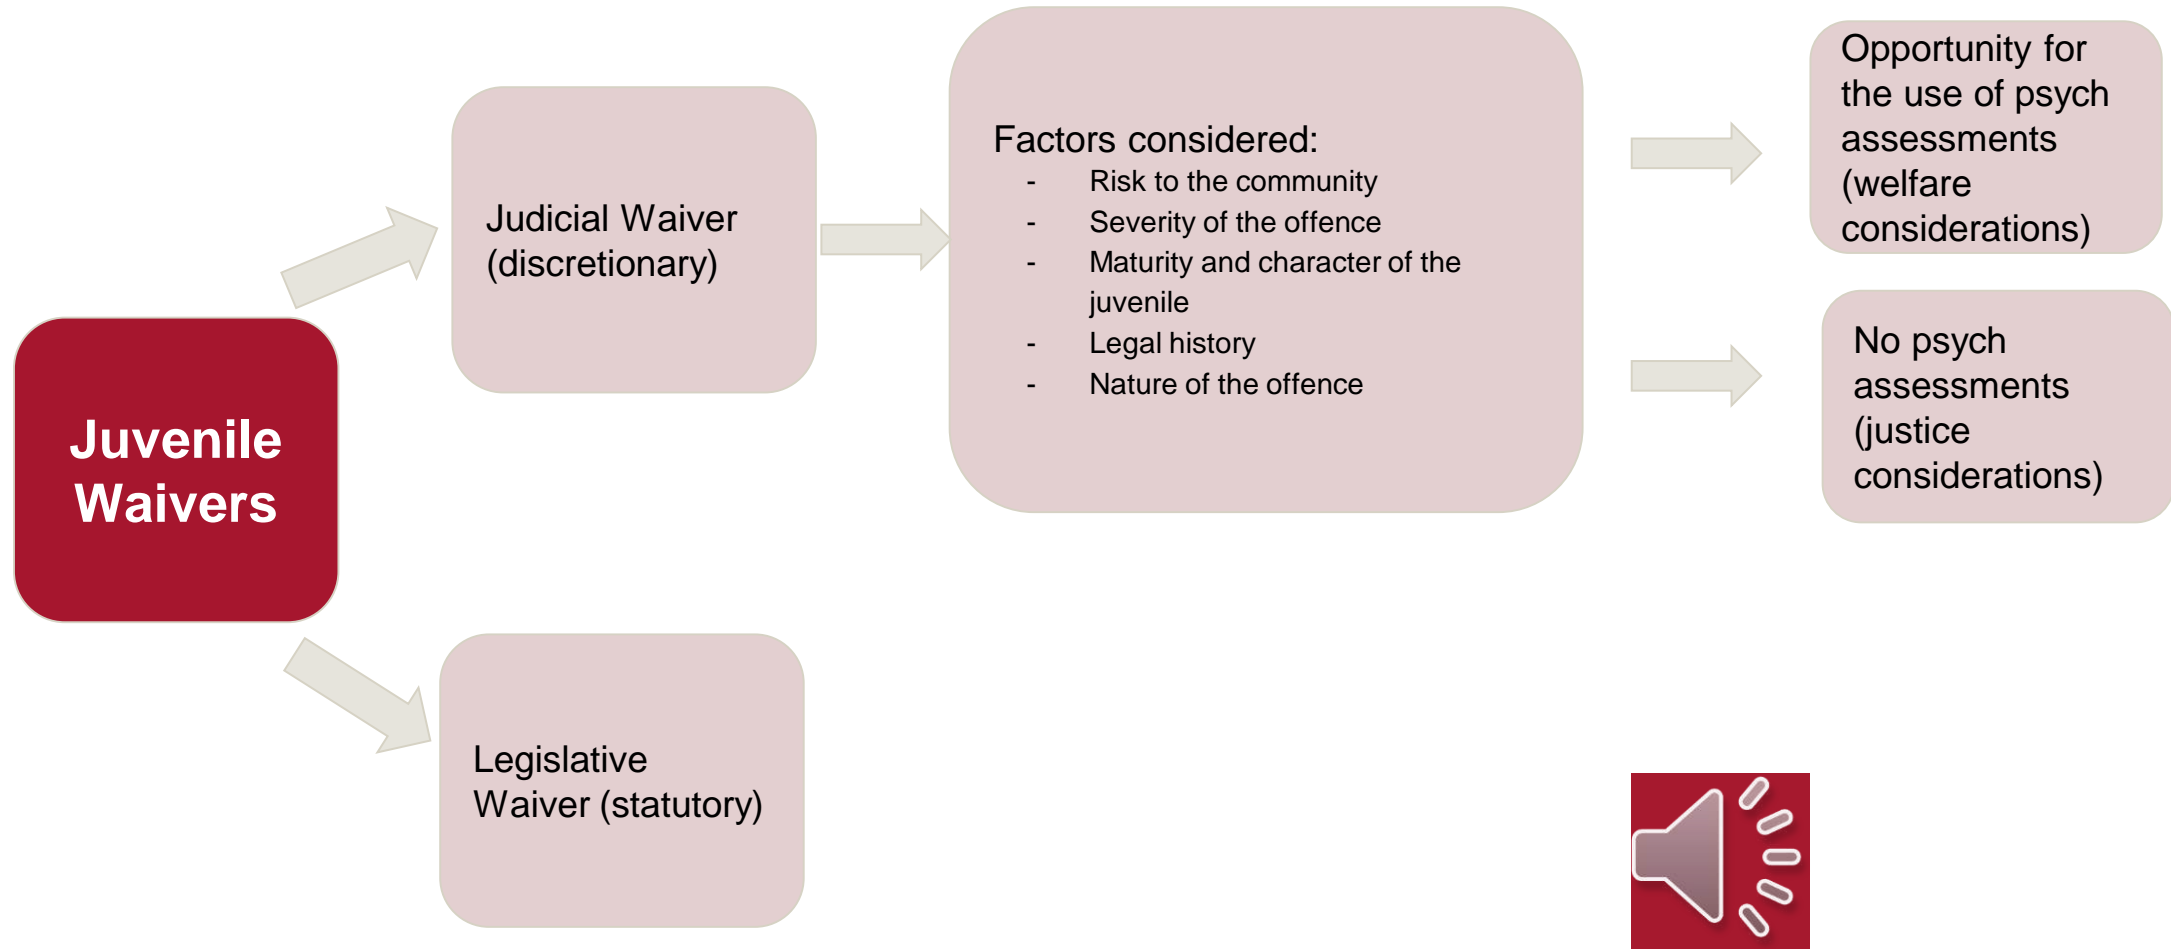 Juvenile
Waivers
Judicial Waiver
(discretionary)
Factors considered:
- Risk to the community
- Severity of the offence
- Maturity and character of the
juvenile
- Legal history
- Nature of the offence
Opportunity for
the use of psych
assessments
(welfare
considerations)
No psych
assessments
(justice
considerations)
Legislative
Waiver (statutory)